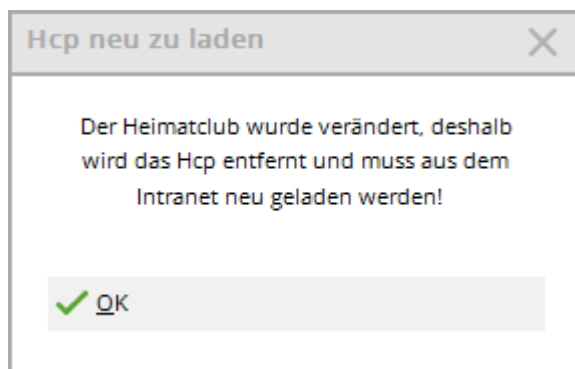 Hcp neu zu laden
Der Heimatclub wurde verändert, deshalb
wird das Hcp entfernt und muss aus dem
Intranet neu geladen werden!
OK